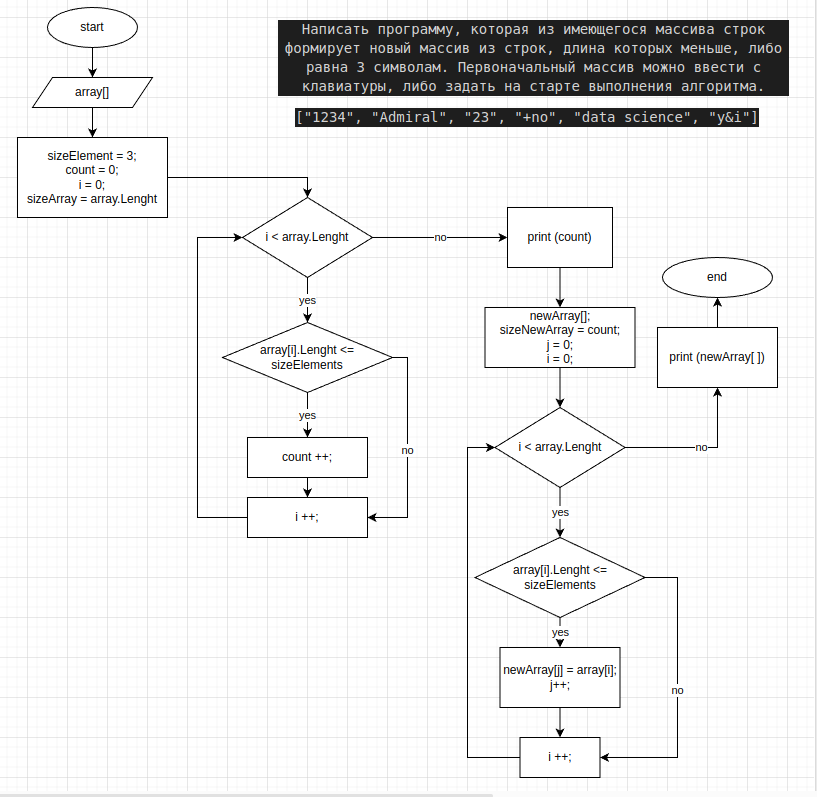 start
array[]
sizeElement = 3;
count = 0;
i = 0;
sizeArray = array.Lenght
Написать программу, которая из имеющегося массива строк
формирует новый массив из строк, длина которых меньше, либо
равна 3 символам. Первоначальный массив можно ввести с
клавиатуры, либо задать на старте выполнения алгоритма.
["1234", "Admiral", "23", "+no", "data science", "y&i"]
i < array.Lenght
no
yes
array[i].Lenght <=
sizeElements
yes
no
count ++;
i ++;
print (count)
newArray[];
sizeNewArray = count;
j = 0;
i = 0;
i < array.Lenght
no
yes
array[i].Lenght <=
sizeElements
yes
no
newArray[j] = array[i];
j++;
i ++;
print (newArray[ ])
end